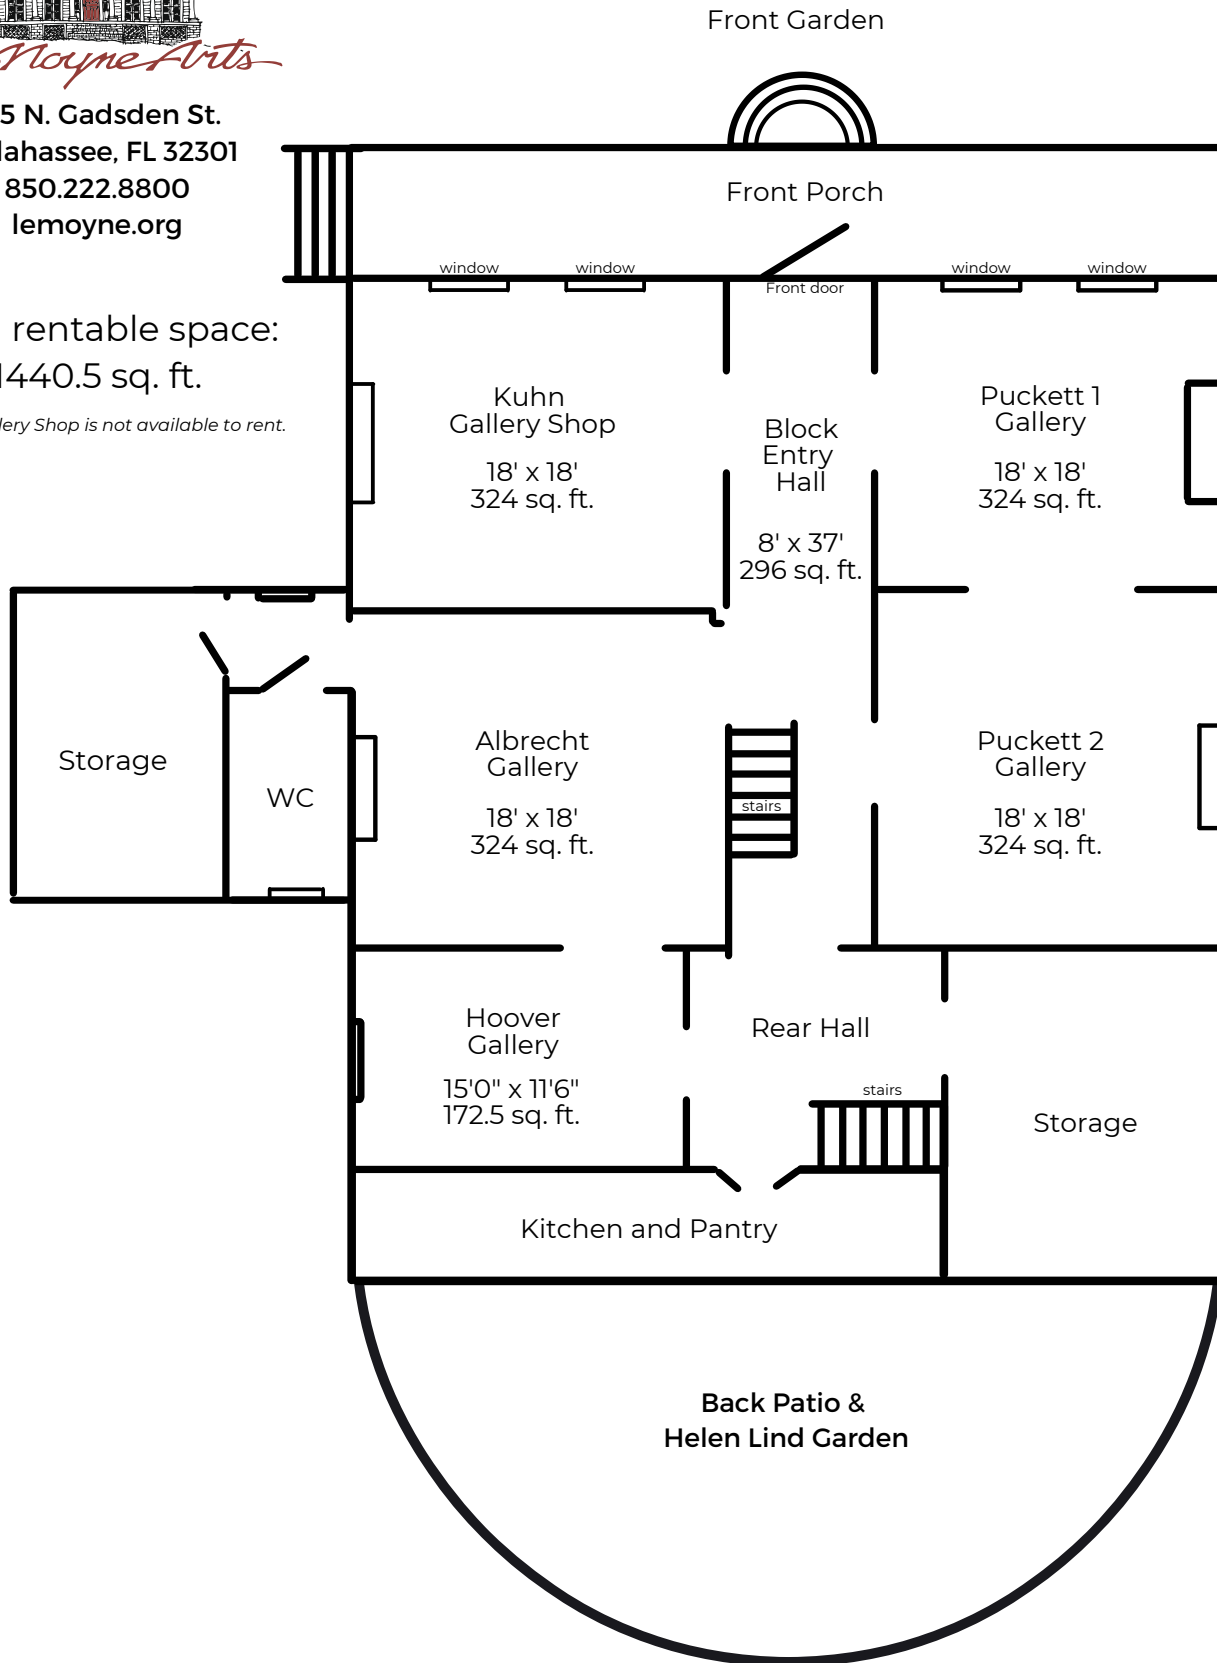 Front Garden
Moyne Arts
5 N. Gadsden St.
lahassee, FL 32301
850.222.8800
lemoyne.org
rentable space:
1440.5 sq. ft.
lery Shop is not available to rent.
Front Porch
window
window
Front door
window
window
Kuhn
Gallery Shop
18' x 18'
324 sq. ft.
Block
Entry
Hall
8' x 37'
296 sq. ft.
Puckett 1
Gallery
18' x 18'
324 sq. ft.
Storage
WC
Albrecht
Gallery
18' x 18'
324 sq. ft.
stairs
Puckett 2
Gallery
18' x 18'
324 sq. ft.
Hoover
Gallery
15'0" x 11'6"
172.5 sq. ft.
Rear Hall
stairs
Storage
Kitchen and Pantry
Back Patio &
Helen Lind Garden